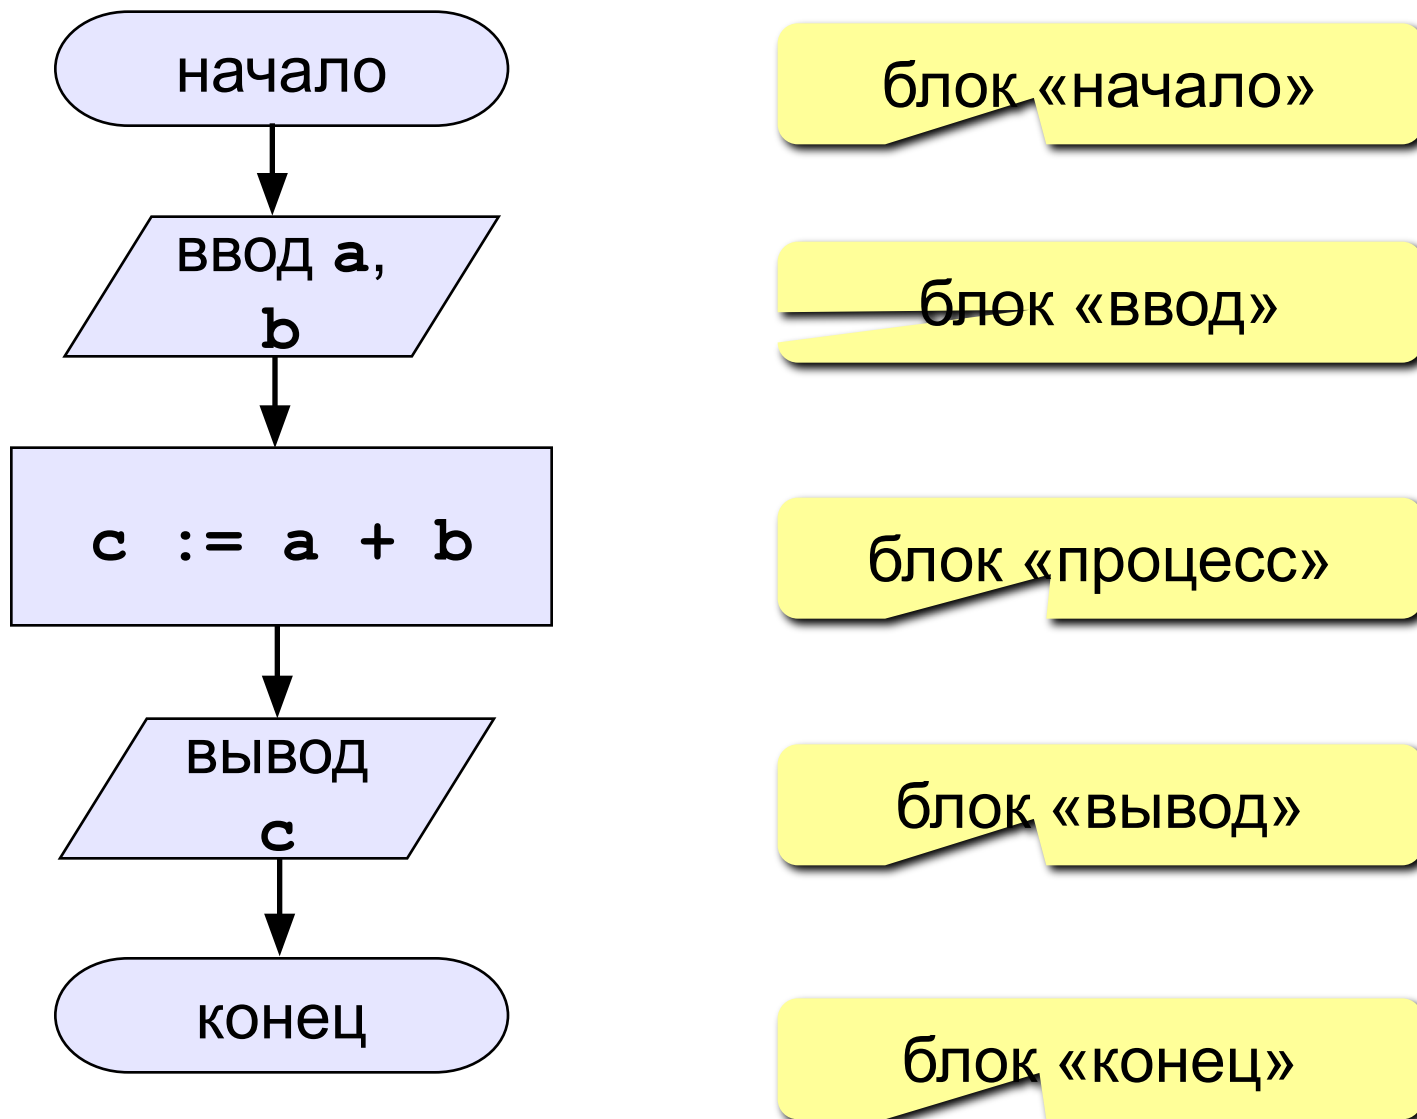 начало
блок «начало»
ввод a,
b
блок «ввод»
c := a + b
блок «процесс»
вывод
c
блок «вывод»
конец
блок «конец»